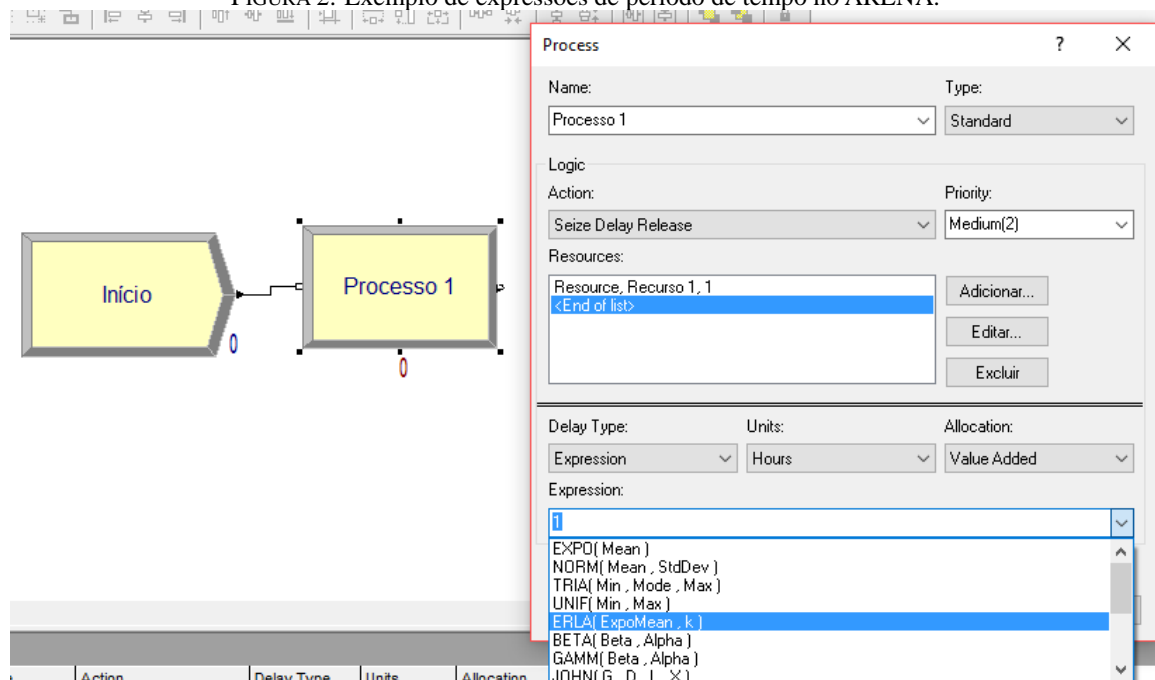 FIGURA 2: Exemplo de expressões de período de tempo no ARENA.
Process
?
Name:
Type:
Processo 1
Standard
Logic
Action:
Priority:
Seize Delay Release
Medium(2)
Resources:
Resource, Recurso 1, 1
<End of list>
Adicionar...
Editar...
Excluir
Delay Type:
Units:
Allocation:
Expression
Hours
Value Added
Expression:
1
EXPO( Mean )
NORM( Mean , StdDev )
TRIA( Min , Mode , Max )
UNIF( Min , Max )
ERLA( ExpoMean , k )
BETA( Beta , Alpha )
GAMM( Beta , Alpha )
JOHN( G , D , L , X )
Início
0
Processo 1
0
Action
Delay Type
Units
Allocation